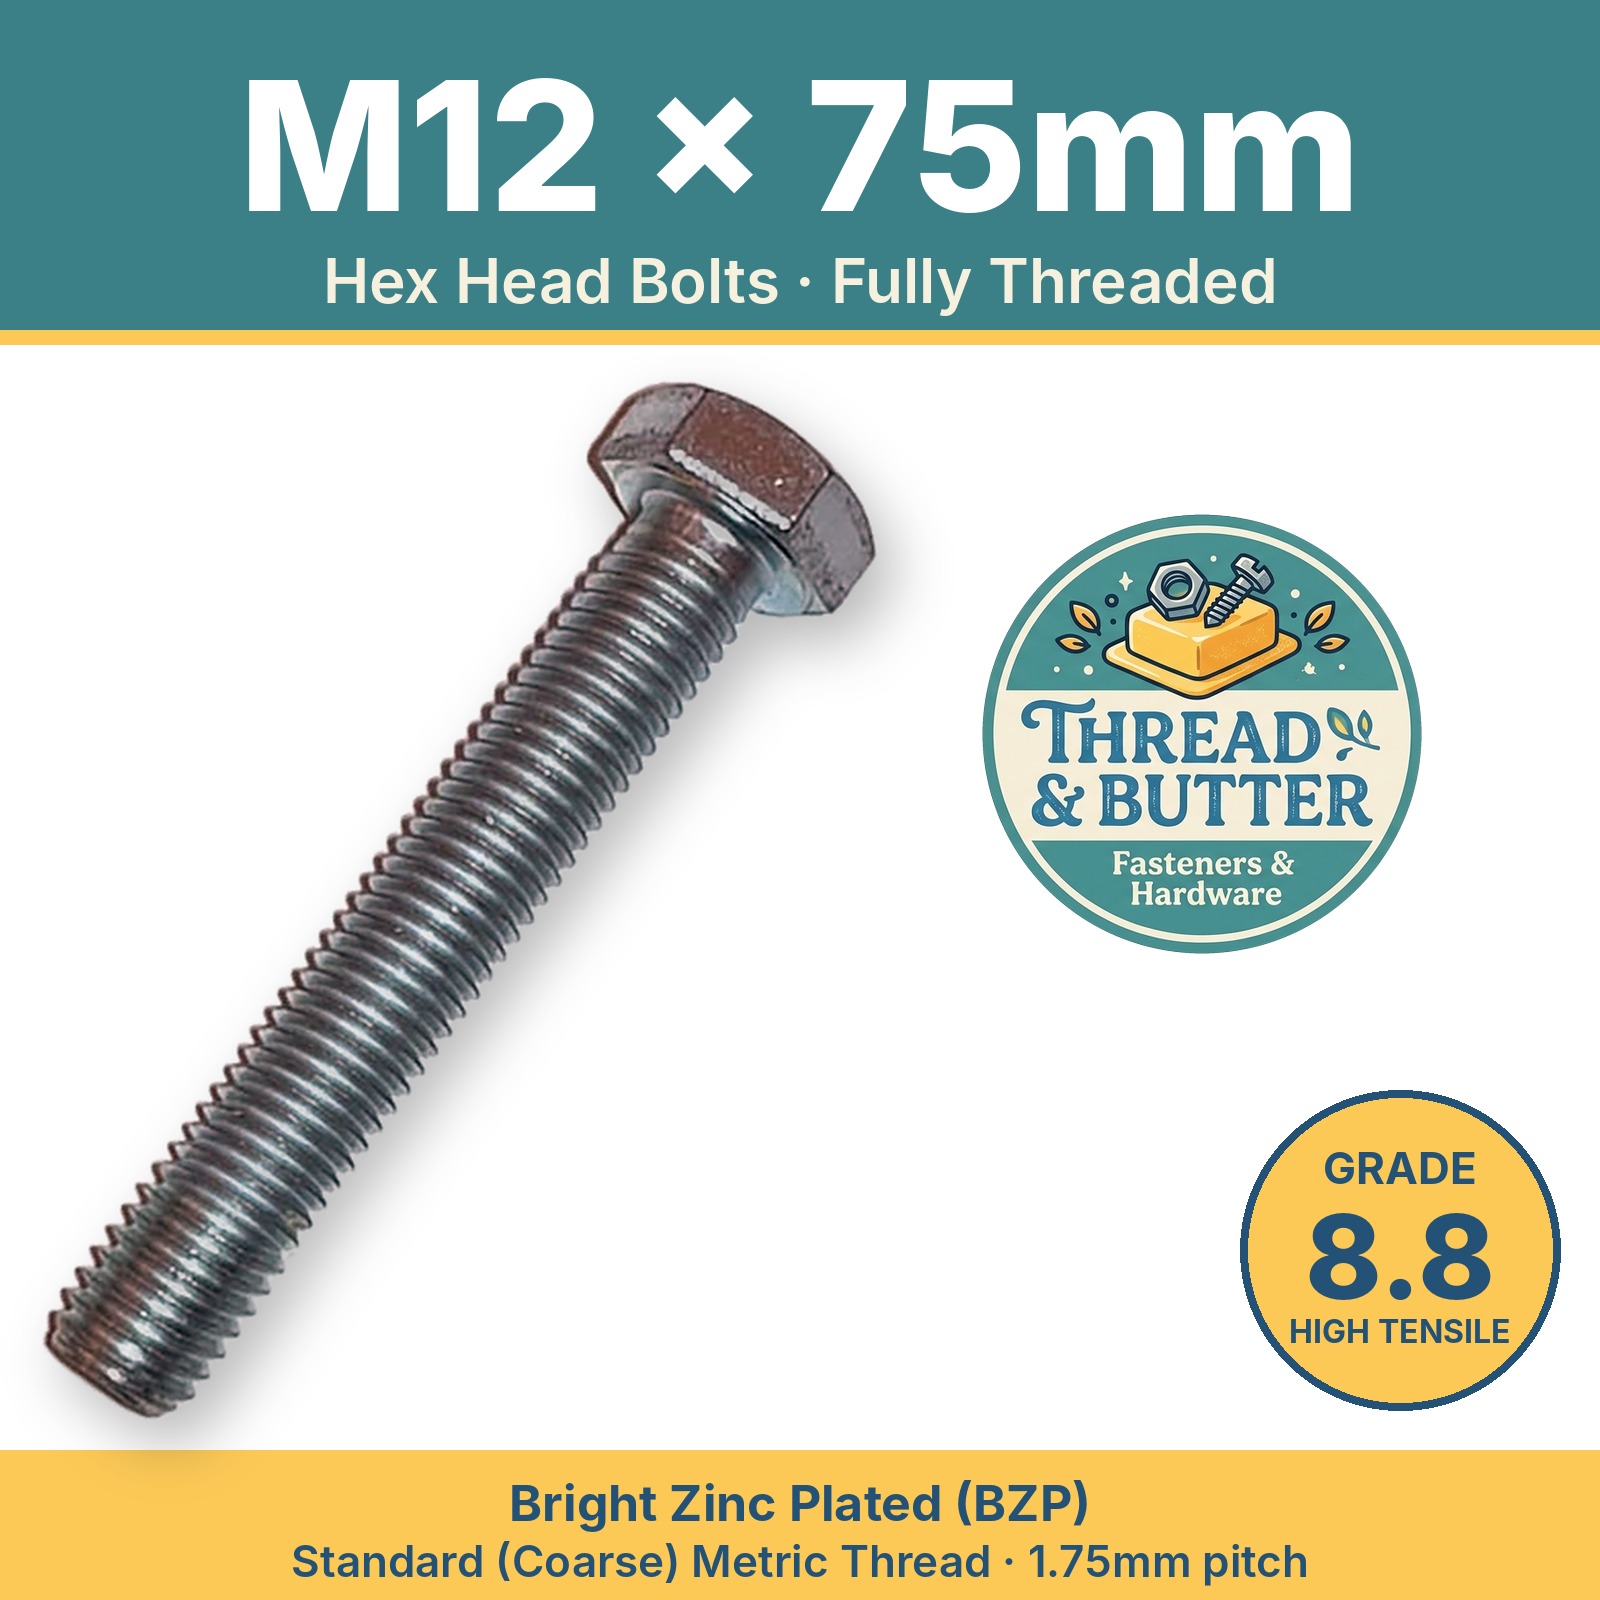 M12 × 75mm
Hex Head Bolts · Fully Threaded
THREAD
& BUTTER
Fasteners &
Hardware
GRADE
8.8
HIGH TENSILE
Bright Zinc Plated (BZP)
Standard (Coarse) Metric Thread · 1.75mm pitch